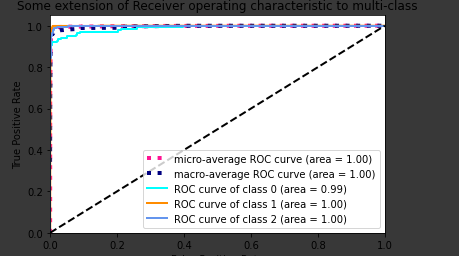 Some extension of Receiver operating characteristic to multi-class
1.0
0.8
0.6
0.4
0.2
0.0
True Positive Rate
micro-average ROC curve (area = 1.00)
macro-average ROC curve (area = 1.00)
ROC curve of class 0 (area = 0.99)
ROC curve of class 1 (area = 1.00)
ROC curve of class 2 (area = 1.00)
0.0 0.2 0.4 0.6 0.8 1.0